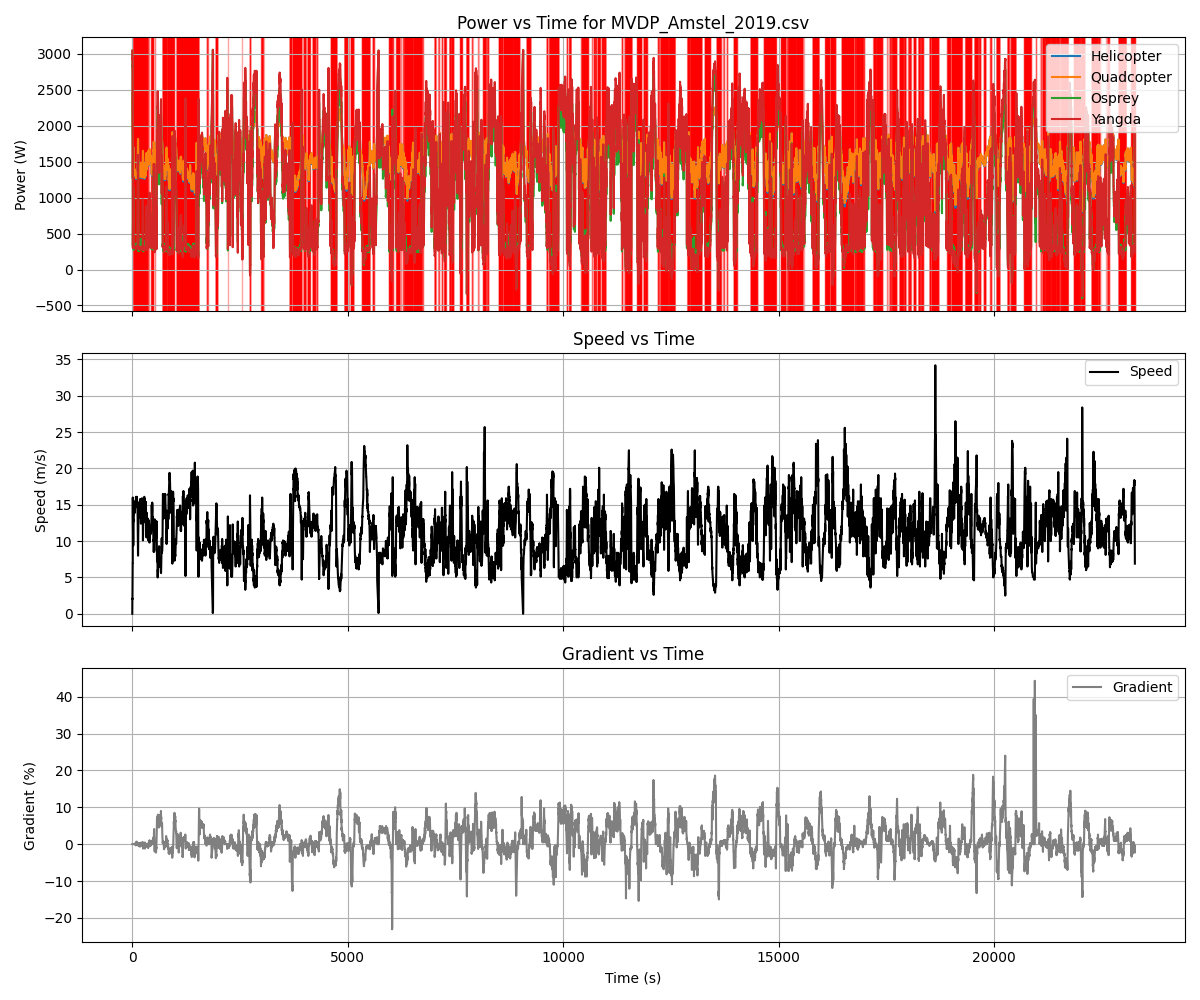 Power vs Time for MVDP_Amstel_2019.csv
3000
2500
2000
1500
1000
500
0
−500
Power (W)
Helicopter
Quadcopter
Osprey
Yangda
Speed vs Time
35
30
25
20
15
10
5
0
Speed (m/s)
Speed
Gradient vs Time
40
30
20
10
0
−10
−20
Gradient (%)
Gradient
0 5000 10000 15000 20000
Time (s)